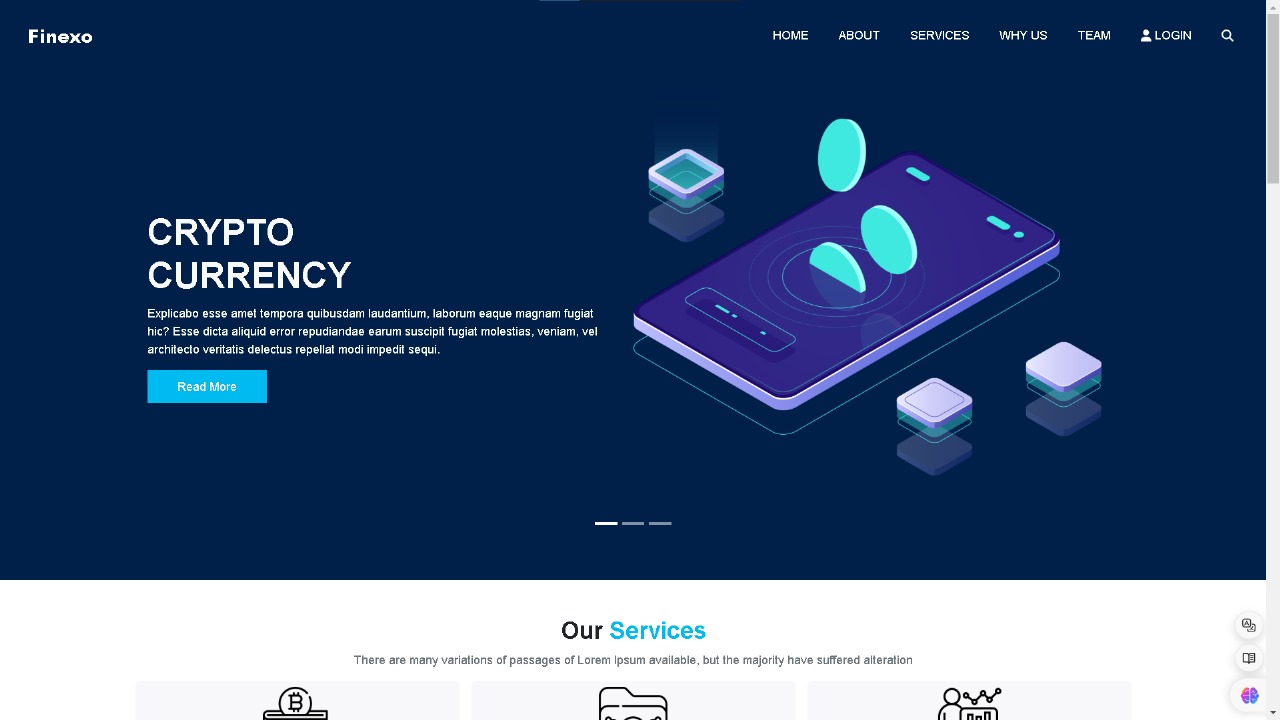 Finexo
HOME
ABOUT
SERVICES
WHY US
TEAM
LOGIN
CRYPTO
CURRENCY
Explicabo esse amet tempora quibusdam laudantium, laborum eaque magnam fugiat
hic? Esse dicta aliquid error repudiandae earum suscipit fugiat molestias, veniam, vel
architecto veritatis delectus repellat modi impedit sequi.
Read More
Our Services
There are many variations of passages of Lorem Ipsum available, but the majority have suffered alteration